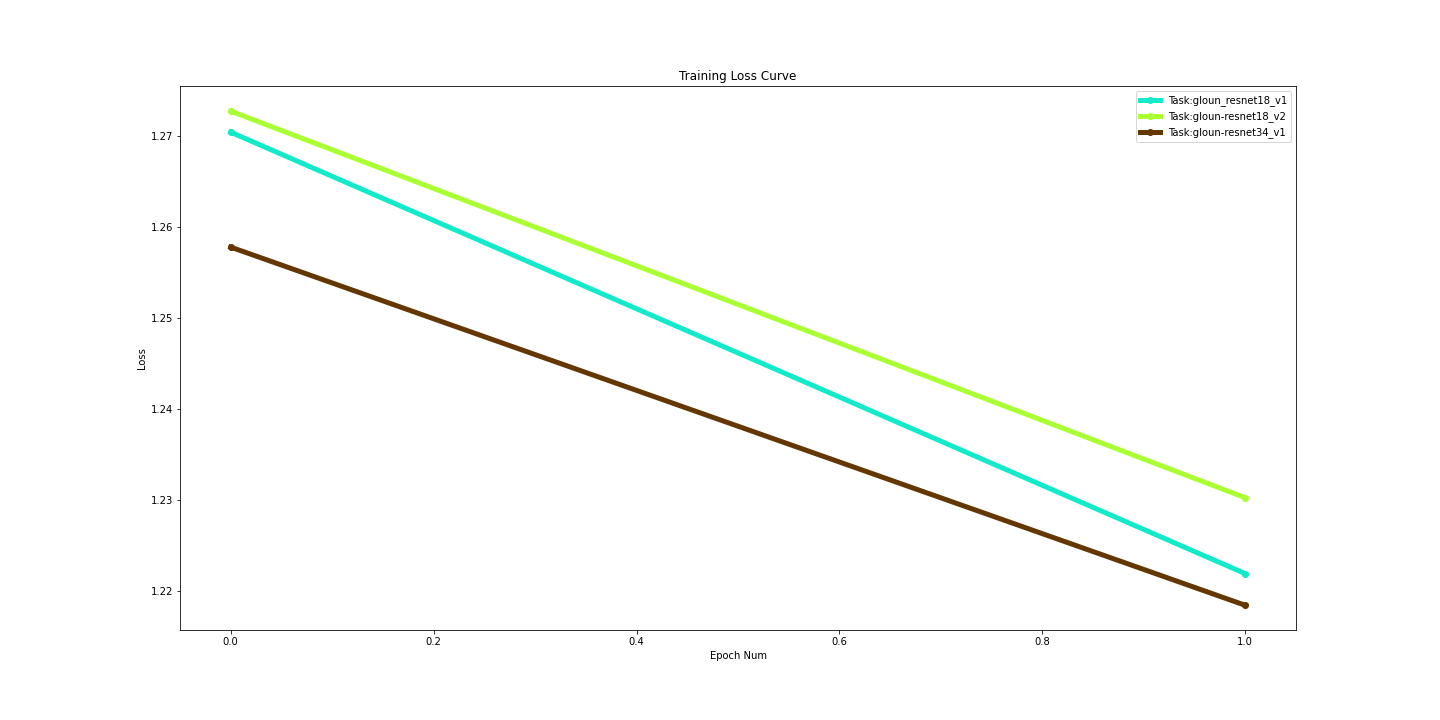 Training Loss Curve
Task:gloun_resnet18_v1
Task:gloun-resnet18_v2
Task:gloun-resnet34_v1
1.27
1.26
1.25
1.24
1.23
1.22
Loss
0.0 0.2 0.4 0.6 0.8 1.0
Epoch Num